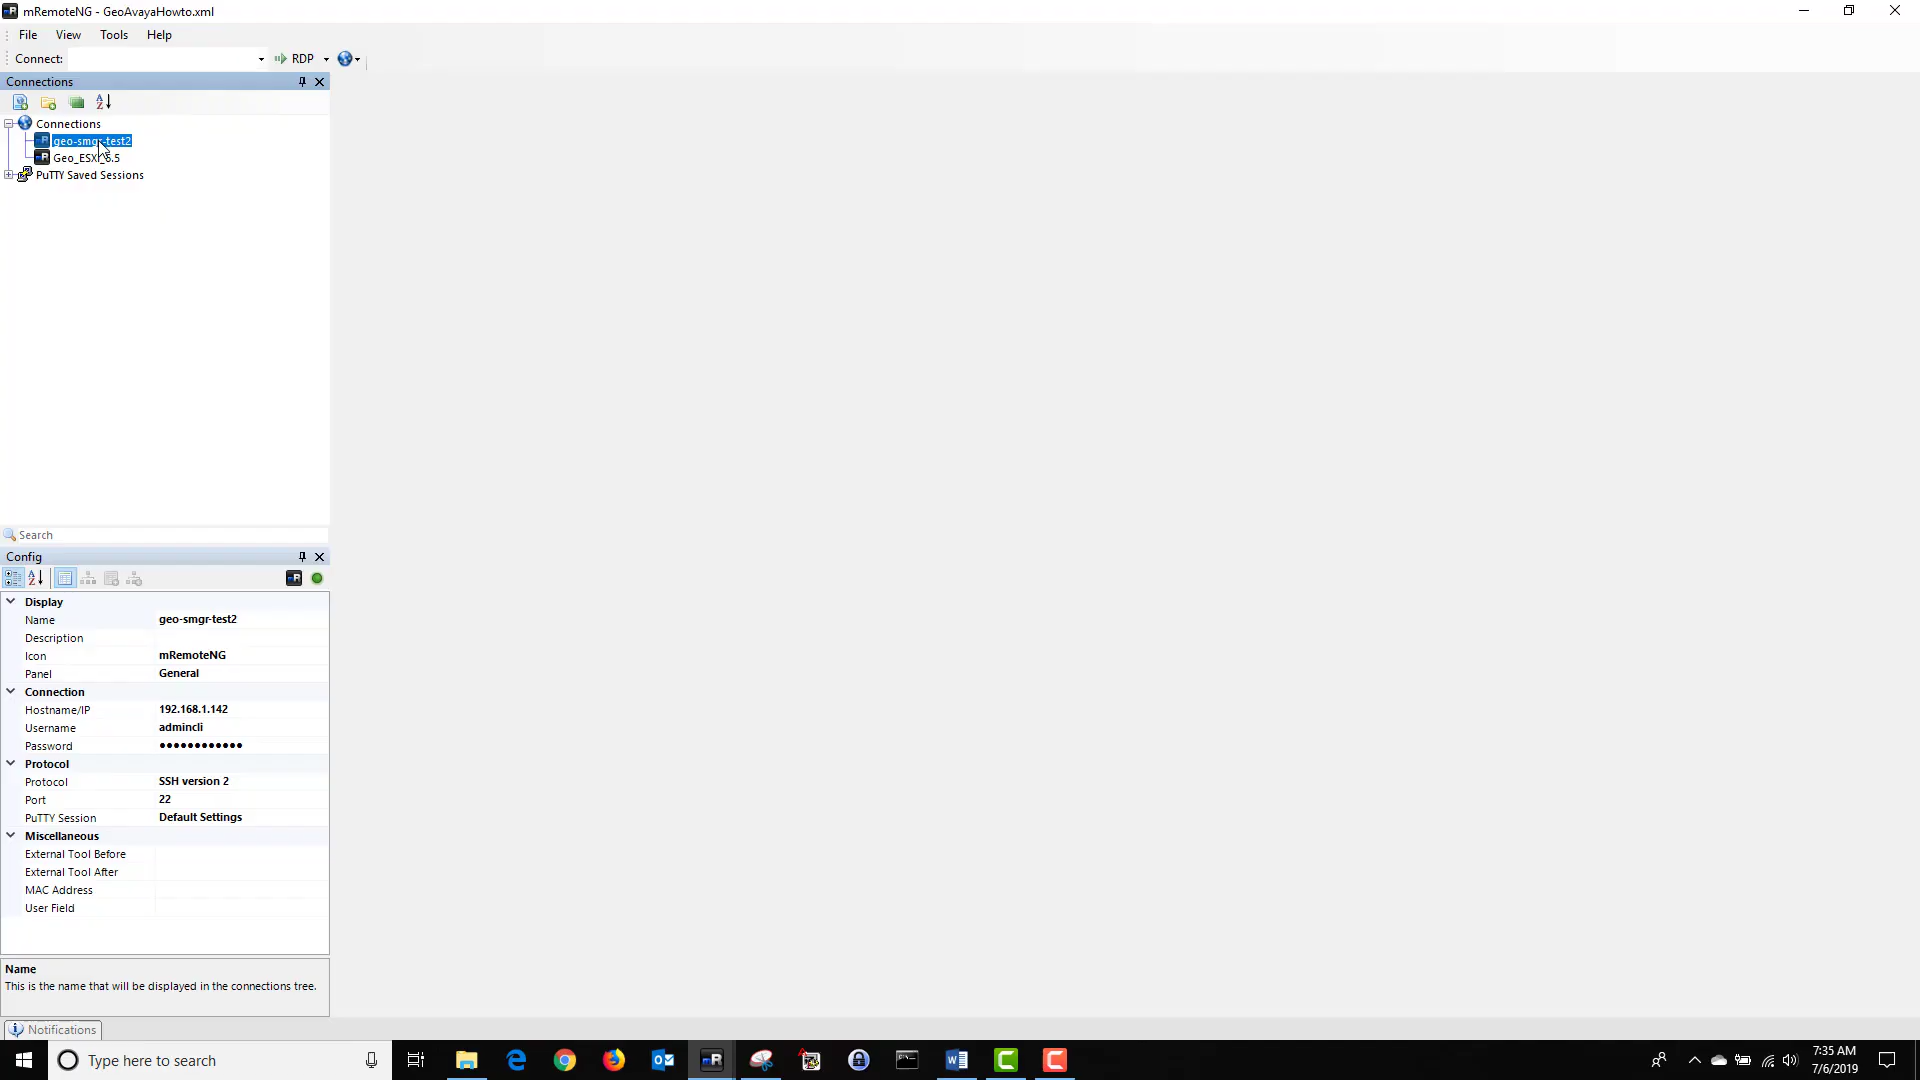 mRemoteNG - GeoAvayaHowto.xml
File View Tools Help
Connect: RDP
Connections
Connections
geo-smgr-test2
Geo_ESXi_6.5
PuTTY Saved Sessions
Search
Config
Display
Name geo-smgr-test2
Description
Icon mRemoteNG
Panel General
Connection
Hostname/IP 192.168.1.142
Username admincli
Password ●●●●●●●●●●●●
Protocol
Protocol SSH version 2
Port 22
PuTTY Session Default Settings
Miscellaneous
External Tool Before
External Tool After
MAC Address
User Field
Name
This is the name that will be displayed in the connections tree.
Notifications
Type here to search
7:35 AM
7/6/2019